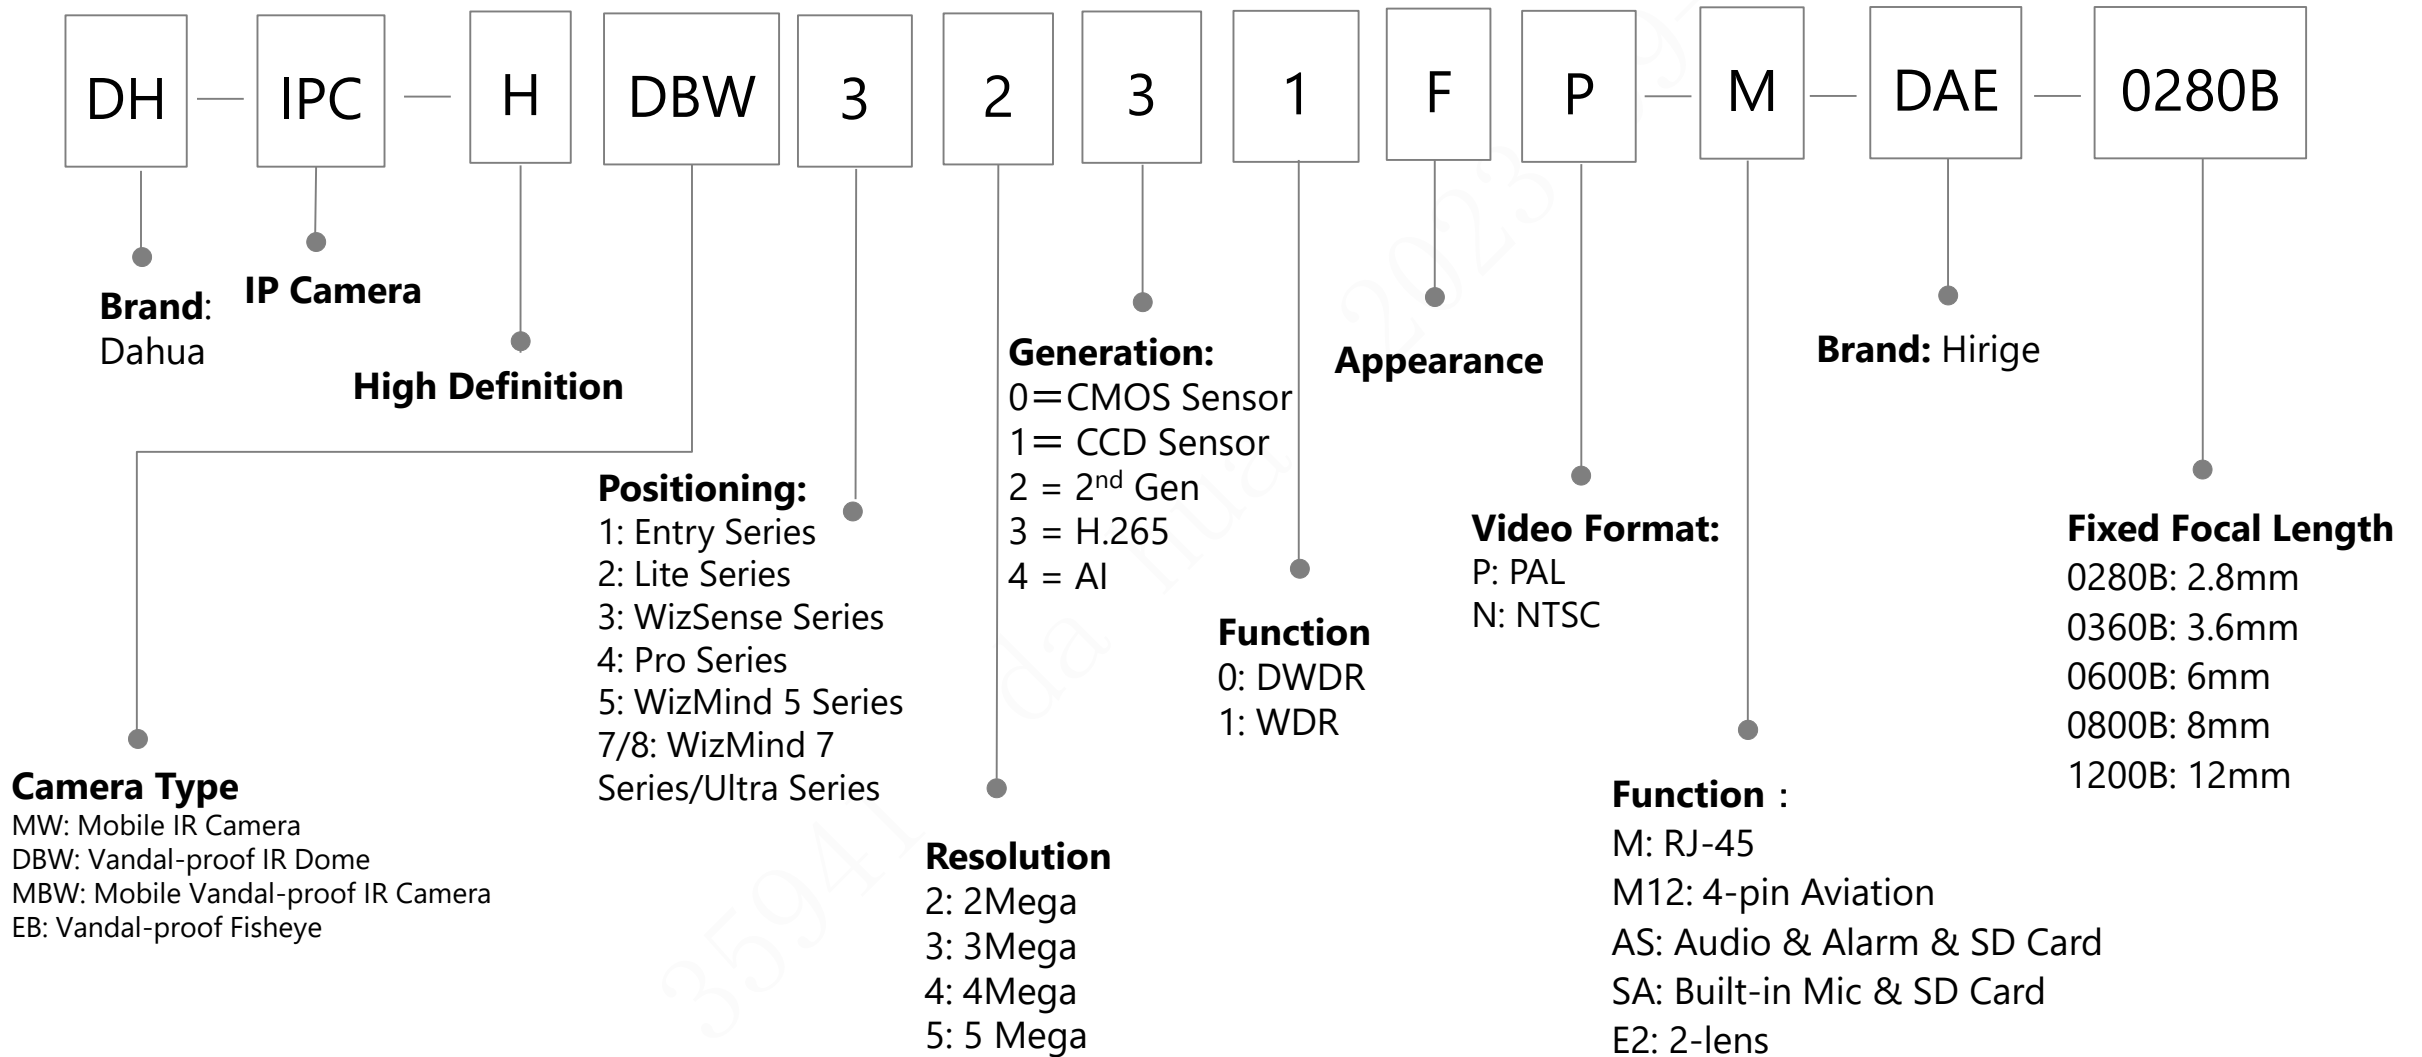 DH — IPC — H DBW 3 2 3 1 F P — M — DAE — 0280B
Brand:
Dahua
IP Camera
High Definition
Camera Type
MW: Mobile IR Camera
DBW: Vandal-proof IR Dome
MBW: Mobile Vandal-proof IR Camera
EB: Vandal-proof Fisheye
Positioning:
1: Entry Series
2: Lite Series
3: WizSense Series
4: Pro Series
5: WizMind 5 Series
7/8: WizMind 7
Series/Ultra Series
Resolution
2: 2Mega
3: 3Mega
4: 4Mega
5: 5 Mega
Generation:
0＝CMOS Sensor
1＝ CCD Sensor
2 = 2nd Gen
3 = H.265
4 = AI
Function
0: DWDR
1: WDR
Appearance
Video Format:
P: PAL
N: NTSC
Function：
M: RJ-45
M12: 4-pin Aviation
AS: Audio & Alarm & SD Card
SA: Built-in Mic & SD Card
E2: 2-lens
Brand: Hirige
Fixed Focal Length
0280B: 2.8mm
0360B: 3.6mm
0600B: 6mm
0800B: 8mm
1200B: 12mm